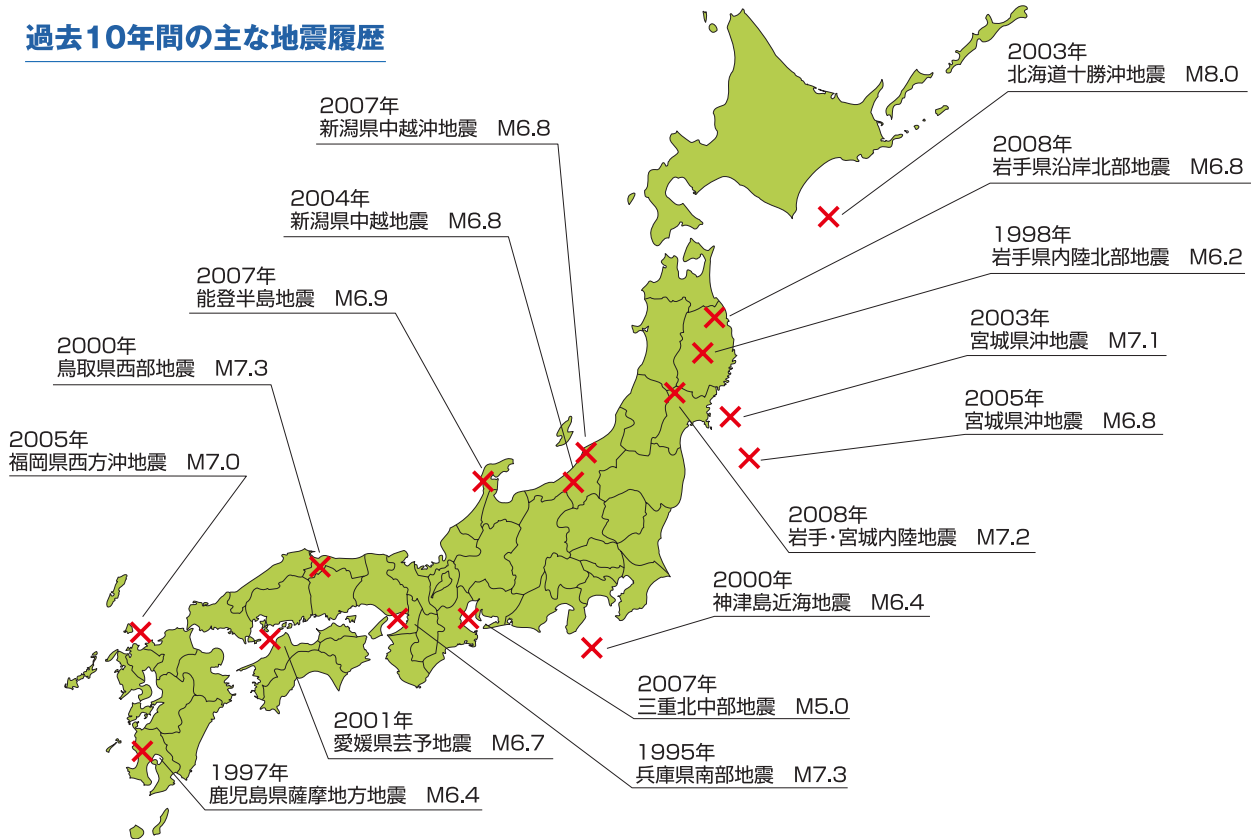 過去10年間の主な地震履歴
2003年
北海道十勝沖地震 M8.0
2007年
新潟県中越沖地震 M6.8
2008年
岩手県沿岸北部地震 M6.8
2004年
新潟県中越地震 M6.8
1998年
岩手県内陸北部地震 M6.2
2007年
能登半島地震 M6.9
2003年
宮城県沖地震 M7.1
2000年
鳥取県西部地震 M7.3
2005年
宮城県沖地震 M6.8
2005年
福岡県西方沖地震 M7.0
2008年
岩手・宮城内陸地震 M7.2
2000年
神津島近海地震 M6.4
2007年
三重北中部地震 M5.0
2001年
愛媛県芸予地震 M6.7
1995年
兵庫県南部地震 M7.3
1997年
鹿児島県薩摩地方地震 M6.4